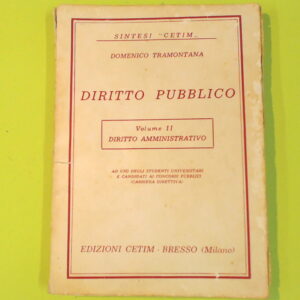 SINTESI "CETIM„
DOMENICO TRAMONTANA
DIRITTO PUBBLICO
Volume II
DIRITTO AMMINISTRATIVO
AD USO DEGLI STUDENTI UNIVERSITARI
E CANDIDATI AI CONCORSI PUBBLICI
(CARRIERA DIRETTIVA)
EDIZIONI CETIM - BRESSO (Milano)